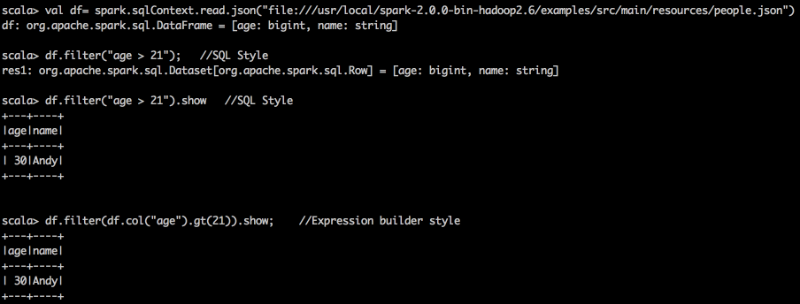 scala> val df= spark.sqlContext.read.json("file:///usr/local/spark-2.0.0-bin-hadoop2.6/examples/src/main/resources/people.json")
df: org.apache.spark.sql.DataFrame = [age: bigint, name: string]
scala> df.filter("age > 21");   //SQL Style
res1: org.apache.spark.sql.Dataset[org.apache.spark.sql.Row] = [age: bigint, name: string]
scala> df.filter("age > 21").show   //SQL Style
+---+----+
|age|name|
+---+----+
| 30|Andy|
+---+----+
scala> df.filter(df.col("age").gt(21)).show;    //Expression builder style
+---+----+
|age|name|
+---+----+
| 30|Andy|
+---+----+